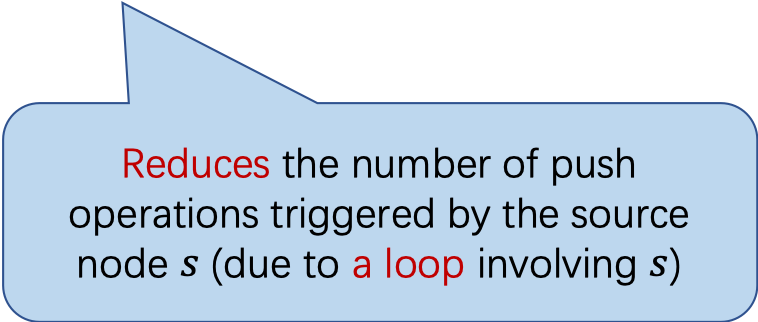 Reduces the number of push
operations triggered by the source
node s (due to a loop involving s)